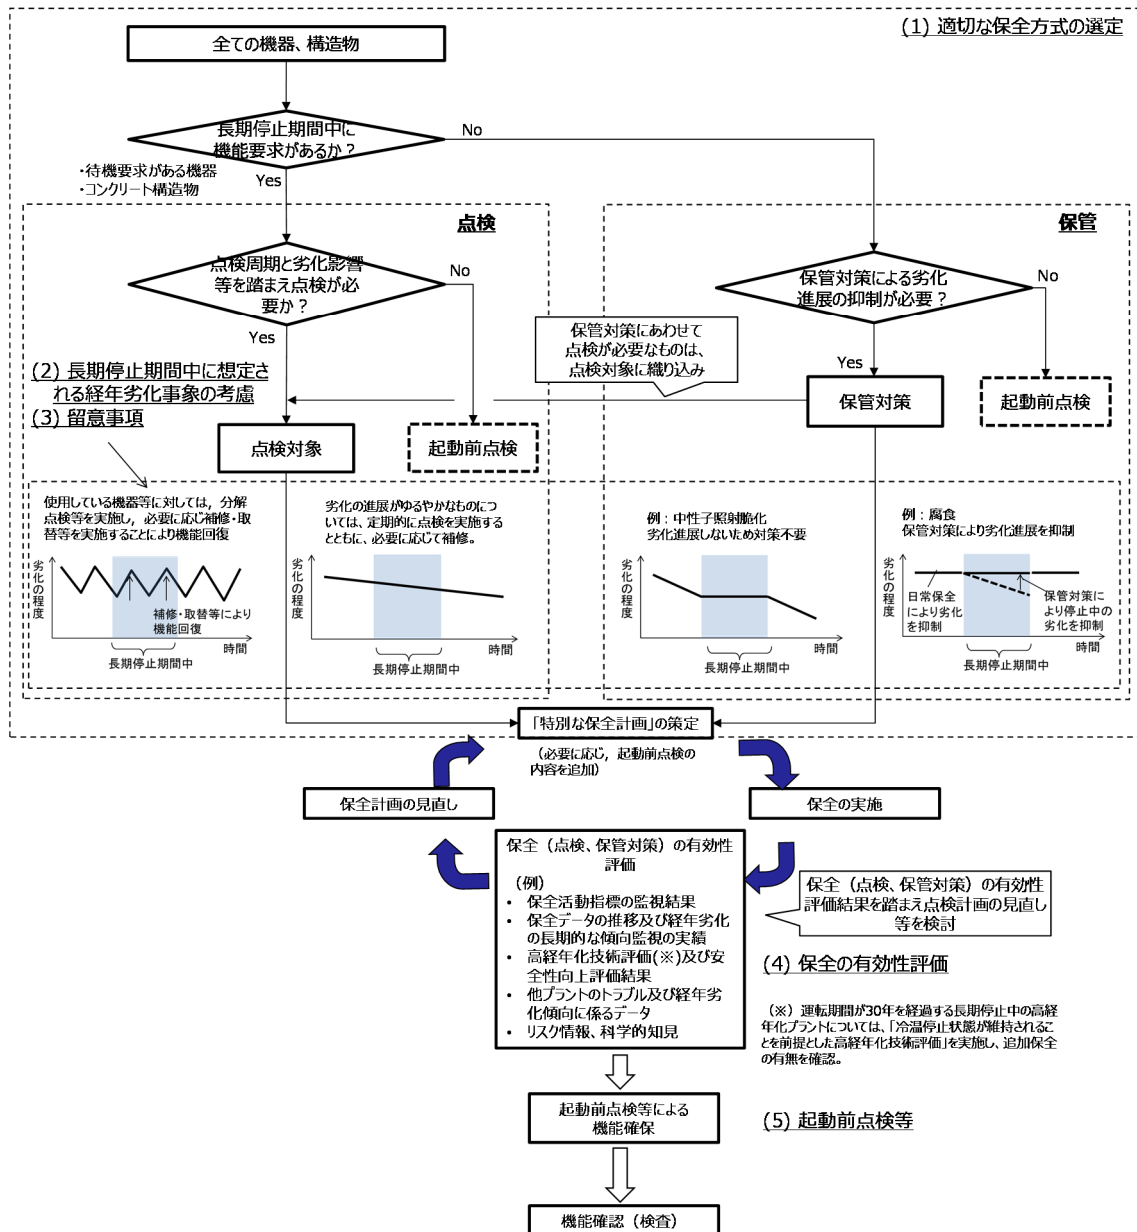 (1) 適切な保全方式の選定
全ての機器、構造物
長期停止期間中に
機能要求があるか？
No
・待機要求がある機器
・コンクリート構造物
Yes
点検
点検周期と劣化影響
等を踏まえ点検が必
要か？
No
Yes
保管
保管対策による劣化
進展の抑制が必要？
No
Yes
保管対策にあわせて
点検が必要なものは、
点検対象に織り込み
(2) 長期停止期間中に想定さ
れる経年劣化事象の考慮
(3) 留意事項
点検対象
起動前点検
保管対策
起動前点検
使用している機器等に対しては，分解
点検等を実施し，必要に応じ補修・取
替等を実施することにより機能回復
劣化の程度
補修・取替等により
機能回復
時間
長期停止期間中
劣化の進展がゆるやかなものにつ
いては、定期的に点検を実施する
とともに、必要に応じて補修。
劣化の程度
時間
長期停止期間中
例：中性子照射脆化
劣化進展しないため対策不要
劣化の程度
時間
長期停止期間中
例：腐食
保管対策により劣化進展を抑制
劣化の程度
日常保全
により劣化
を抑制
保管対策に
より停止中の
劣化を抑制
時間
長期停止期間中
「特別な保全計画」の策定
（必要に応じ，起動前点検の
内容を追加）
保全計画の見直し
保全の実施
保全（点検、保管対策）の有効性
評価
（例）
• 保全活動指標の監視結果
• 保全データの推移及び経年劣化
の長期的な傾向監視の実績
• 高経年化技術評価(※)及び安
全性向上評価結果
• 他プラントのトラブル及び経年劣
化傾向に係るデータ
• リスク情報、科学的知見
保全（点検、保管対策）の有効性
評価結果を踏まえ点検計画の見直し
等を検討
(4) 保全の有効性評価
（※）運転期間が30年を経過する長期停止中の高経
年化プラントについては、「冷温停止状態が維持されるこ
とを前提とした高経年化技術評価」を実施し、追加保全
の有無を確認。
起動前点検等による
機能確保
(5) 起動前点検等
機能確認（検査）